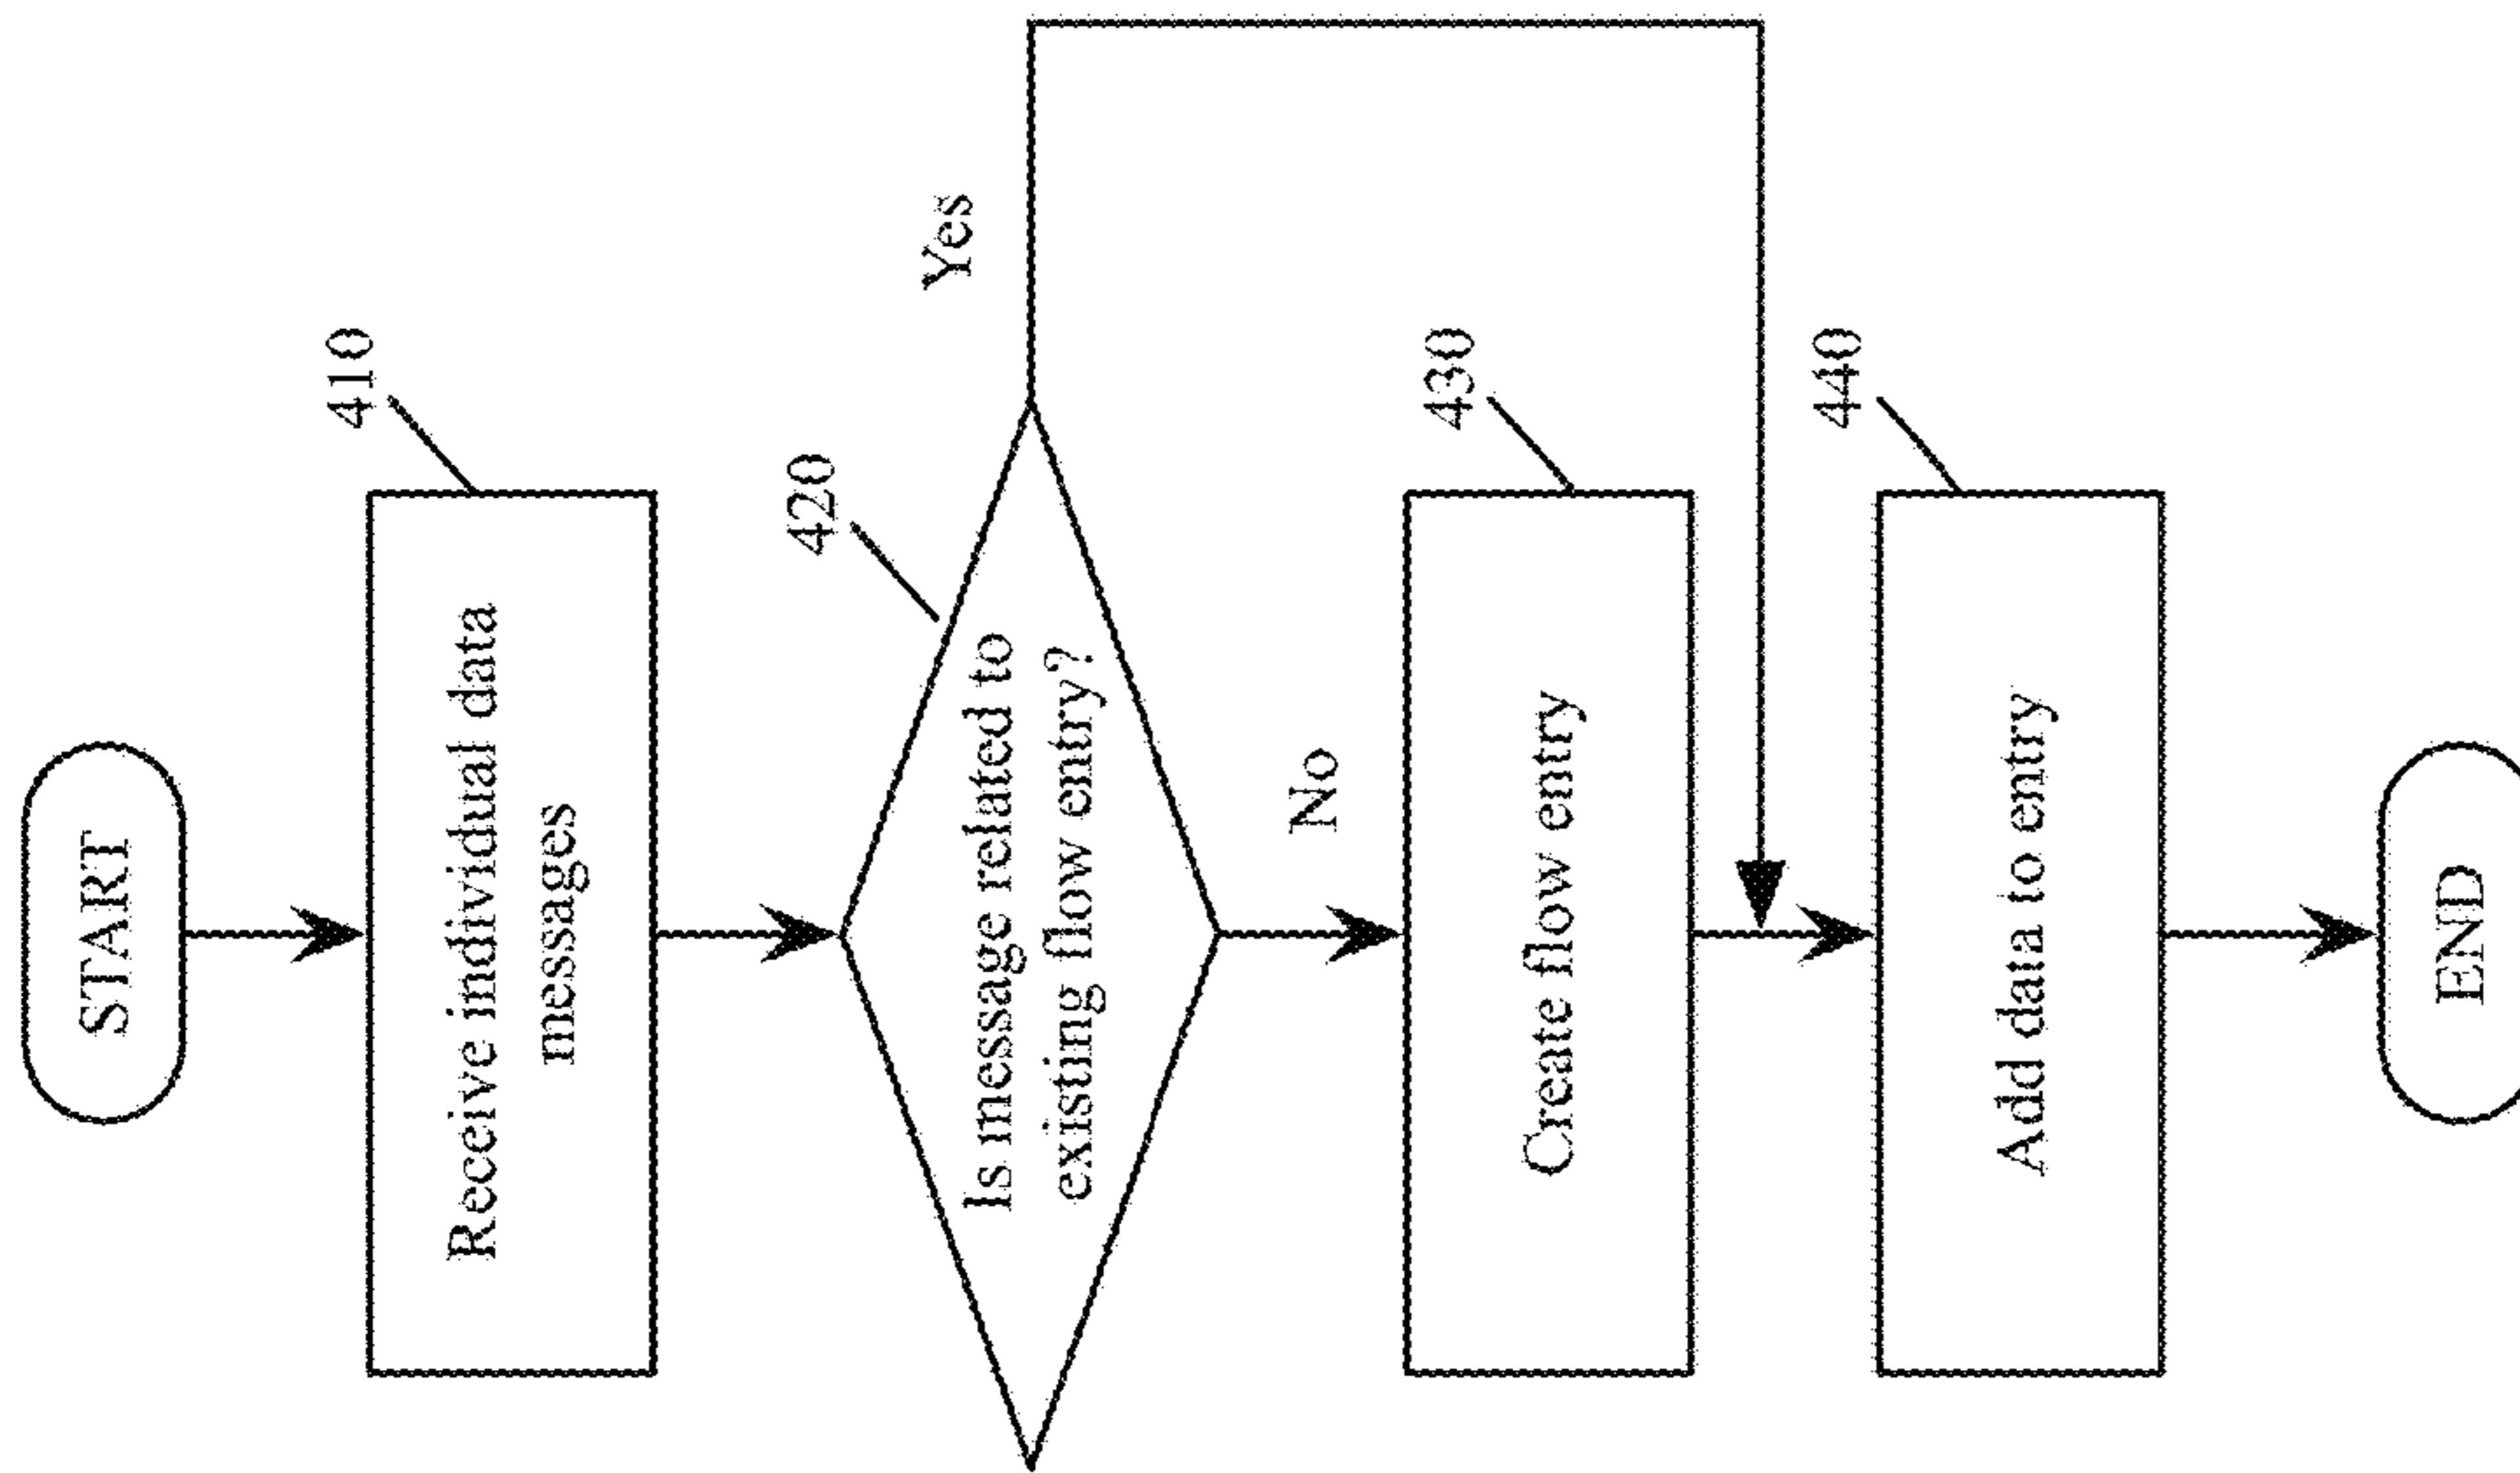 START
410
Receive individual data
messages
420
Is message related to
existing flow entry?
Yes
No
430
Create flow entry
440
Add data to entry
END